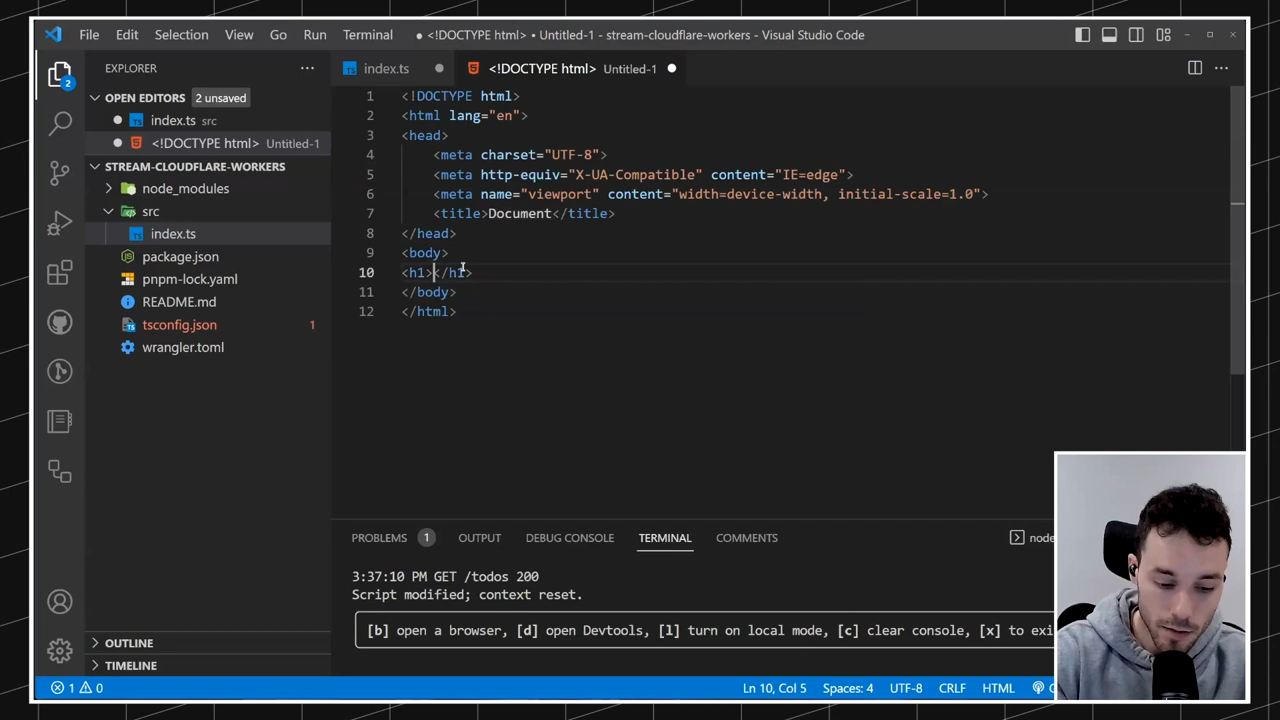 File Edit Selection View Go Run Terminal ● <!DOCTYPE html> • Untitled-1 - stream-cloudflare-workers - Visual Studio Code
EXPLORER
2
OPEN EDITORS 2 unsaved
TS index.ts src
<!DOCTYPE html> Untitled-1
STREAM-CLOUDFLARE-WORKERS
node_modules
src
TS index.ts
package.json
pnpm-lock.yaml
README.md
tsconfig.json 1
wrangler.toml
OUTLINE
TIMELINE
TS index.ts
<!DOCTYPE html> Untitled-1
1 <!DOCTYPE html>
2 <html lang="en">
3 <head>
4 <meta charset="UTF-8">
5 <meta http-equiv="X-UA-Compatible" content="IE=edge">
6 <meta name="viewport" content="width=device-width, initial-scale=1.0">
7 <title>Document</title>
8 </head>
9 <body>
10 <h1></h1>
11 </body>
12 </html>
PROBLEMS 1 OUTPUT DEBUG CONSOLE TERMINAL COMMENTS
node
3:37:10 PM GET /todos 200
Script modified; context reset.
[b] open a browser, [d] open Devtools, [l] turn on local mode, [c] clear console, [x] to exi
1 0 Ln 10, Col 5 Spaces: 4 UTF-8 CRLF HTML